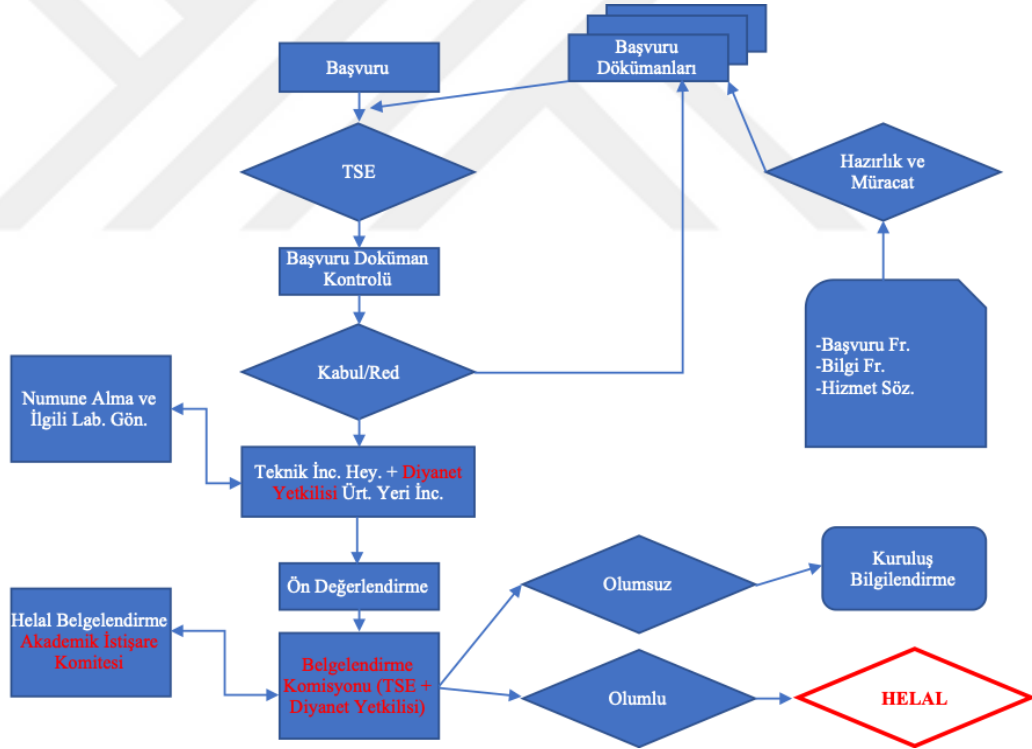 Başvuru
Başvuru
Dökümanları
TSE
Hazırlık ve
Müracat
Başvuru Doküman
Kontrolü
-Başvuru Fr.
-Bilgi Fr.
-Hizmet Söz.
Kabul/Red
Numune Alma ve
İlgili Lab. Gön.
Teknik İnc. Hey. + Diyanet
Yetkilisi Ürt. Yeri İnc.
Ön Değerlendirme
Olumsuz
Kuruluş
Bilgilendirme
Helal Belgelendirme
Akademik İstişare
Komitesi
Belgelendirme
Komisyonu (TSE +
Diyanet Yetkilisi)
Olumlu
HELAL